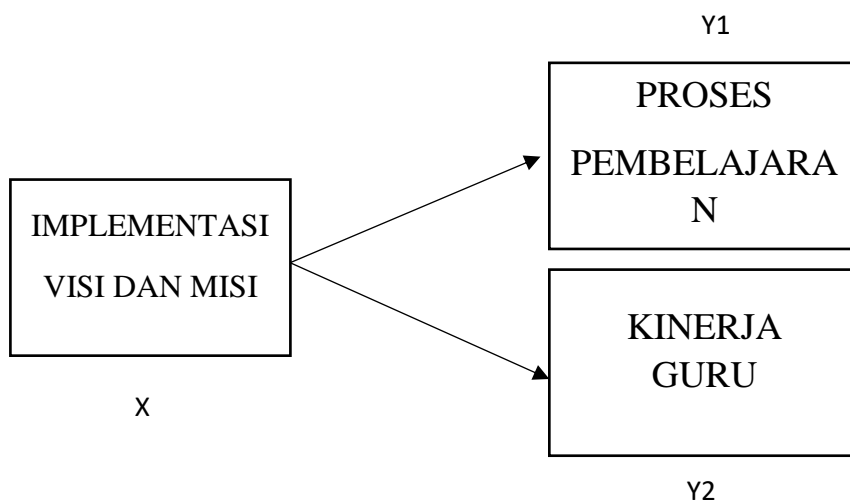 Y1
PROSES
PEMBELAJARA
N
IMPLEMENTASI
VISI DAN MISI
X
KINERJA
GURU
Y2